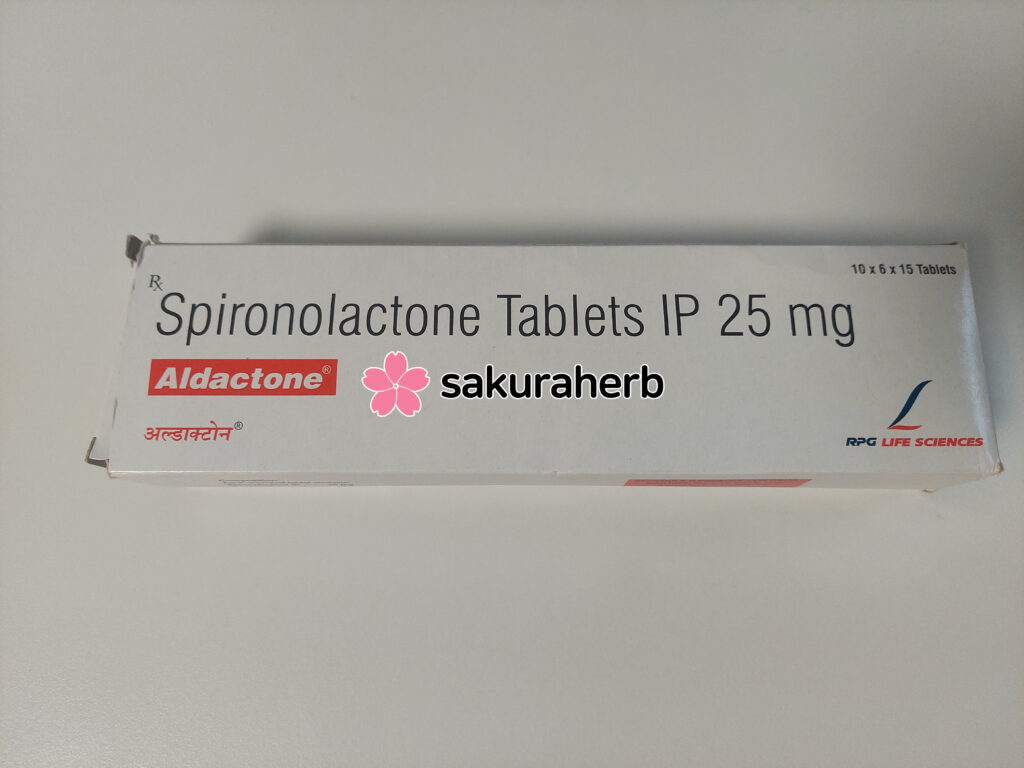 10 x 6 x 15 Tablets
Rx
Spironolactone Tablets IP 25 mg
Aldactone®
sakuraherb
अल्डाक्टोन®
RPG LIFE SCIENCES